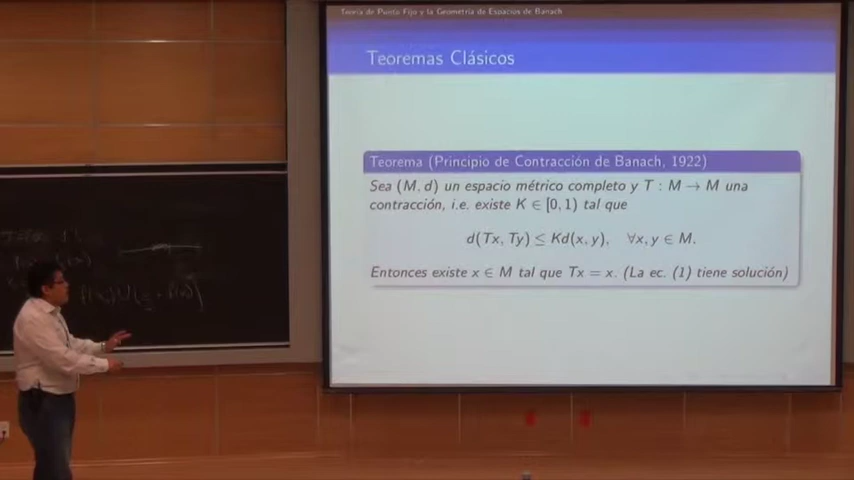 Teoría de Punto Fijo y la Geometría de Espacios de Banach
Teoremas Clásicos
Teorema (Principio de Contracción de Banach, 1922)
Sea (M, d) un espacio métrico completo y T : M → M una
contracción, i.e. existe K ∈ [0, 1) tal que
d(Tx, Ty) ≤ Kd(x, y), ∀x, y ∈ M.
Entonces existe x ∈ M tal que Tx = x. (La ec. (1) tiene solución)